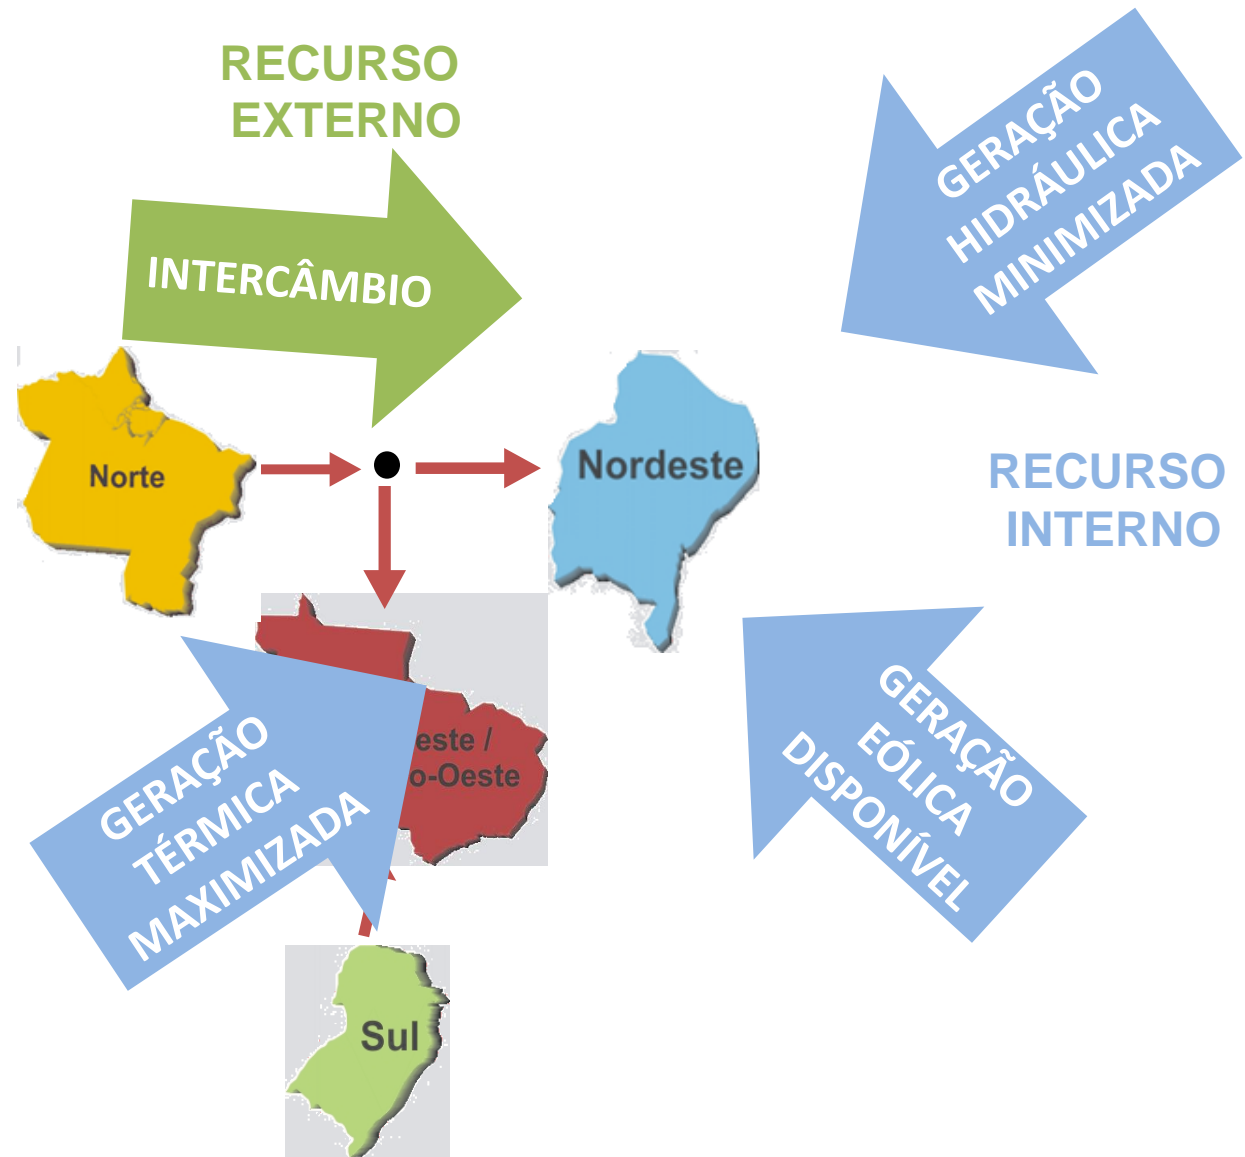 RECURSO
EXTERNO
INTERCÂMBIO
GERAÇÃO
HIDRÁULICA
MINIMIZADA
Norte
Nordeste
RECURSO
INTERNO
este /
o-Oeste
GERAÇÃO
TÉRMICA
MAXIMIZADA
GERAÇÃO
EÓLICA
DISPONÍVEL
Sul